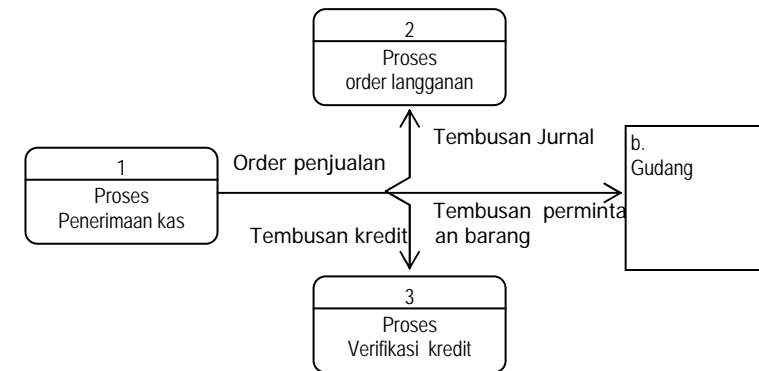 2
Proses
order langganan
Tembusan Jurnal
b.
Gudang
1
Proses
Penerimaan kas
Order penjualan
Tembusan perminta
an barang
Tembusan kredit
3
Proses
Verifikasi kredit